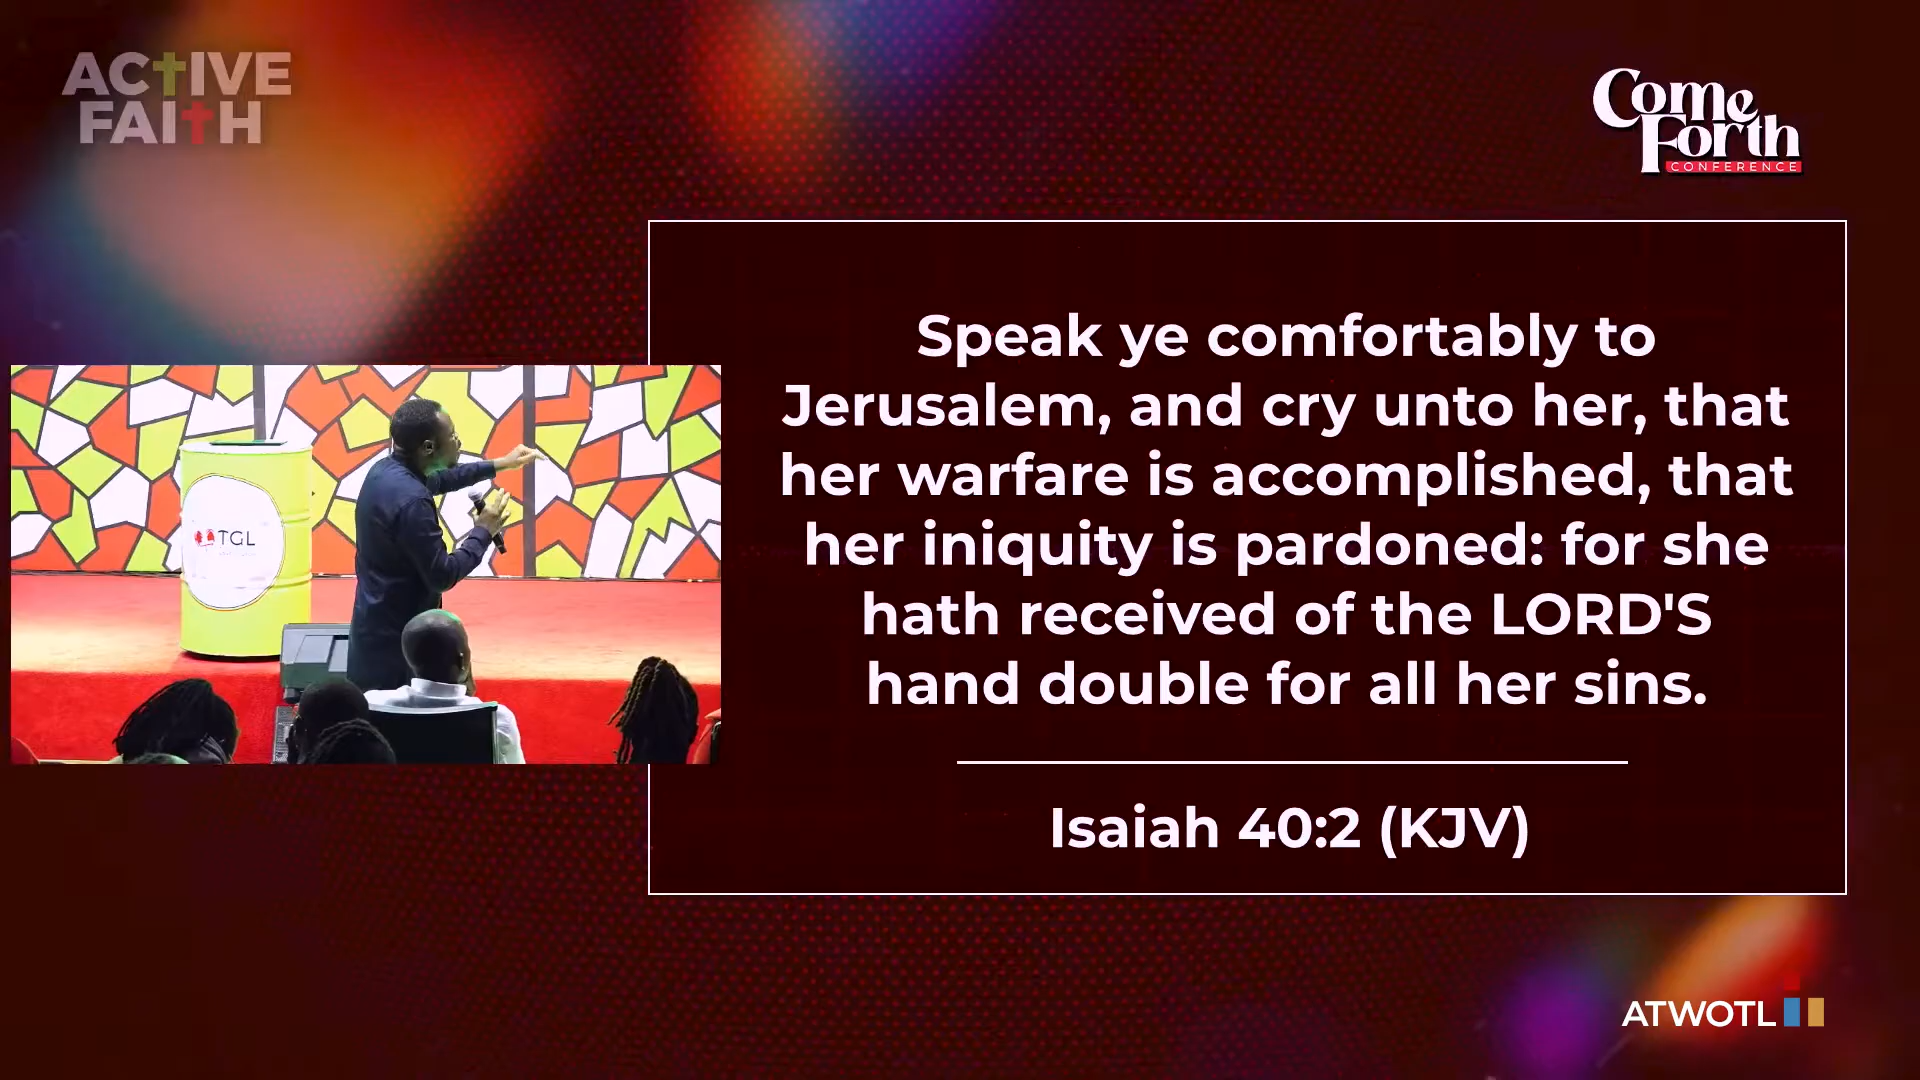 ACTIVE
FAITH
Come
Forth
CONFERENCE
Speak ye comfortably to
Jerusalem, and cry unto her, that
her warfare is accomplished, that
her iniquity is pardoned: for she
hath received of the LORD'S
hand double for all her sins.
Isaiah 40:2 (KJV)
TGL
ATWOTL